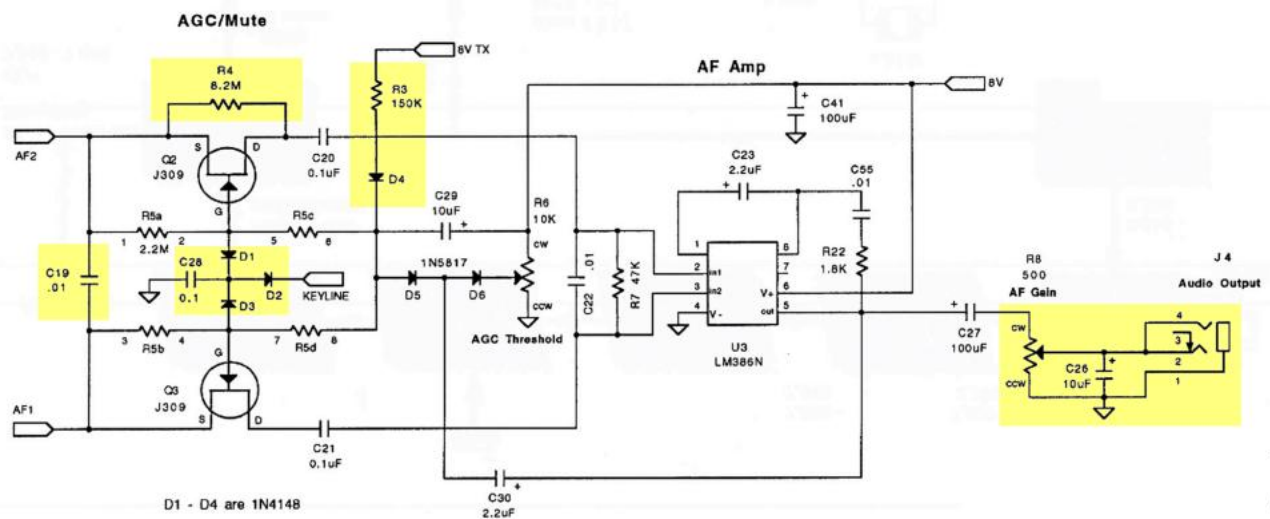 AGC/Mute
8V TX
R4
8.2M
R3
150K
AF Amp
8V
C41
100uF
AF2
S
D
Q2
J309
C20
0.1uF
D4
C23
2.2uF
C55
.01
G
R5a
1
2
2.2M
R5c
5
6
C29
10uF
R6
10K
CW
CCW
1
8
R22
1.8K
C19
.01
C28
0.1
D1
D2
KEYLINE
D3
1N5817
D5
D6
AGC Threshold
.01
C22
R7 47K
2
in1
7
3
in2
V+
6
4
V-
out
5
U3
LM386N
C27
100uF
R8
500
AF Gain
CW
CCW
J4
Audio Output
4
3
2
1
C26
10uF
3
4
R5b
7
8
R5d
G
Q3
J309
AF1
S
D
C21
0.1uF
C30
2.2uF
D1 - D4 are 1N4148